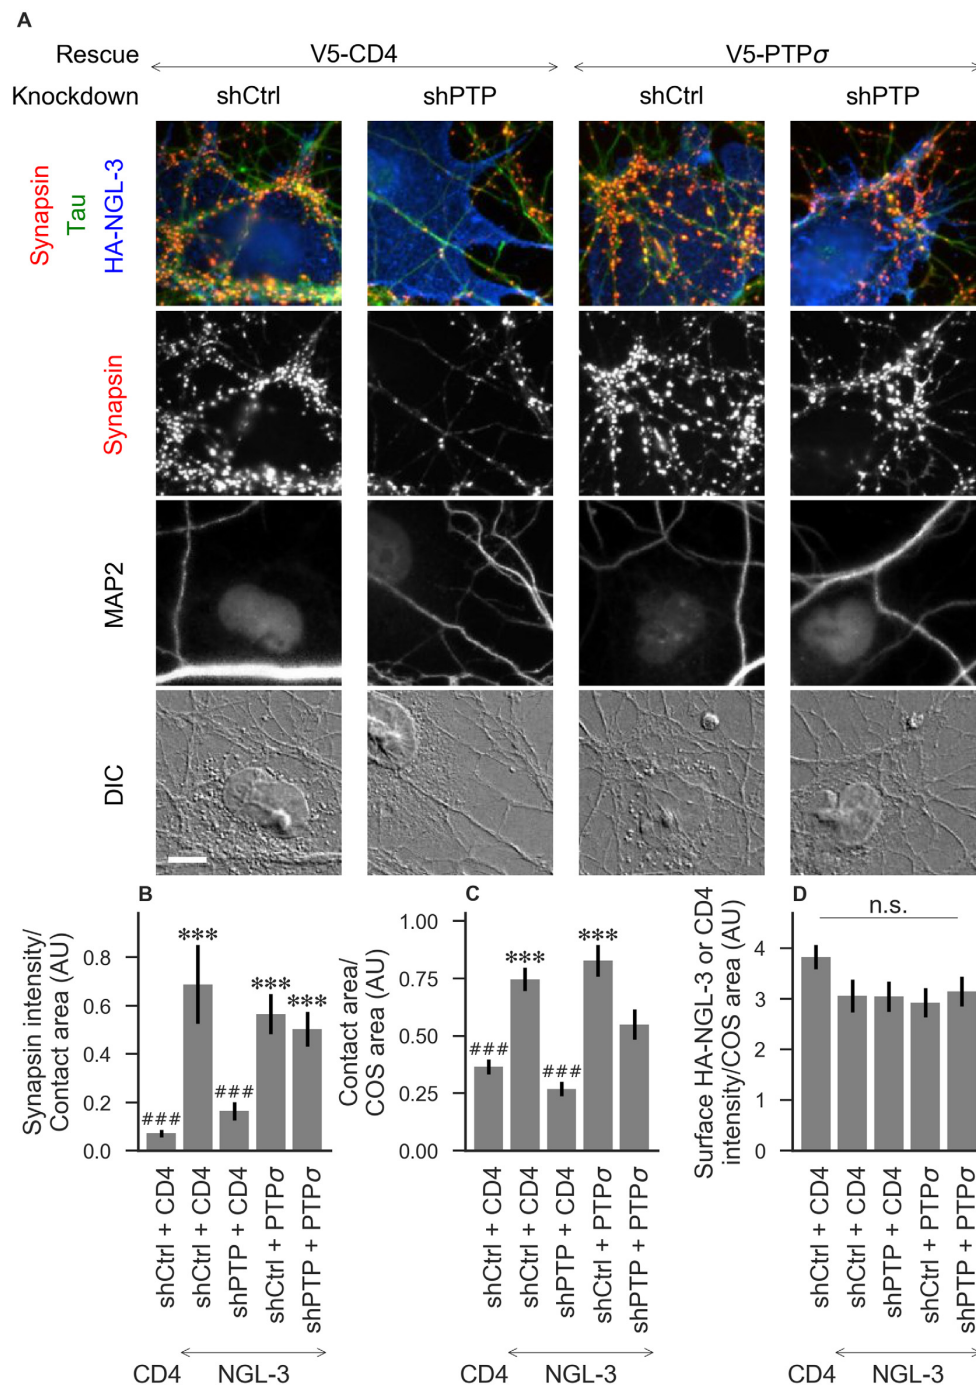 A
Rescue V5-CD4 V5-PTPσ
Knockdown shCtrl shPTP shCtrl shPTP
Synapsin
Tau
HA-NGL-3
Synapsin
MAP2
DIC
B
Synapsin intensity/
Contact area (AU)
0.8
0.6
0.4
0.2
0.0
###
***
###
***
***
shCtrl + CD4
shCtrl + CD4
shPTP + CD4
shCtrl + PTPσ
shPTP + PTPσ
CD4 NGL-3
C
Contact area/
COS area (AU)
1.00
0.75
0.50
0.25
0.00
###
***
###
***
shCtrl + CD4
shCtrl + CD4
shPTP + CD4
shCtrl + PTPσ
shPTP + PTPσ
CD4 NGL-3
D
Surface HA-NGL-3 or CD4
intensity/COS area (AU)
n.s.
4
3
2
1
0
shCtrl + CD4
shCtrl + CD4
shPTP + CD4
shCtrl + PTPσ
shPTP + PTPσ
CD4 NGL-3